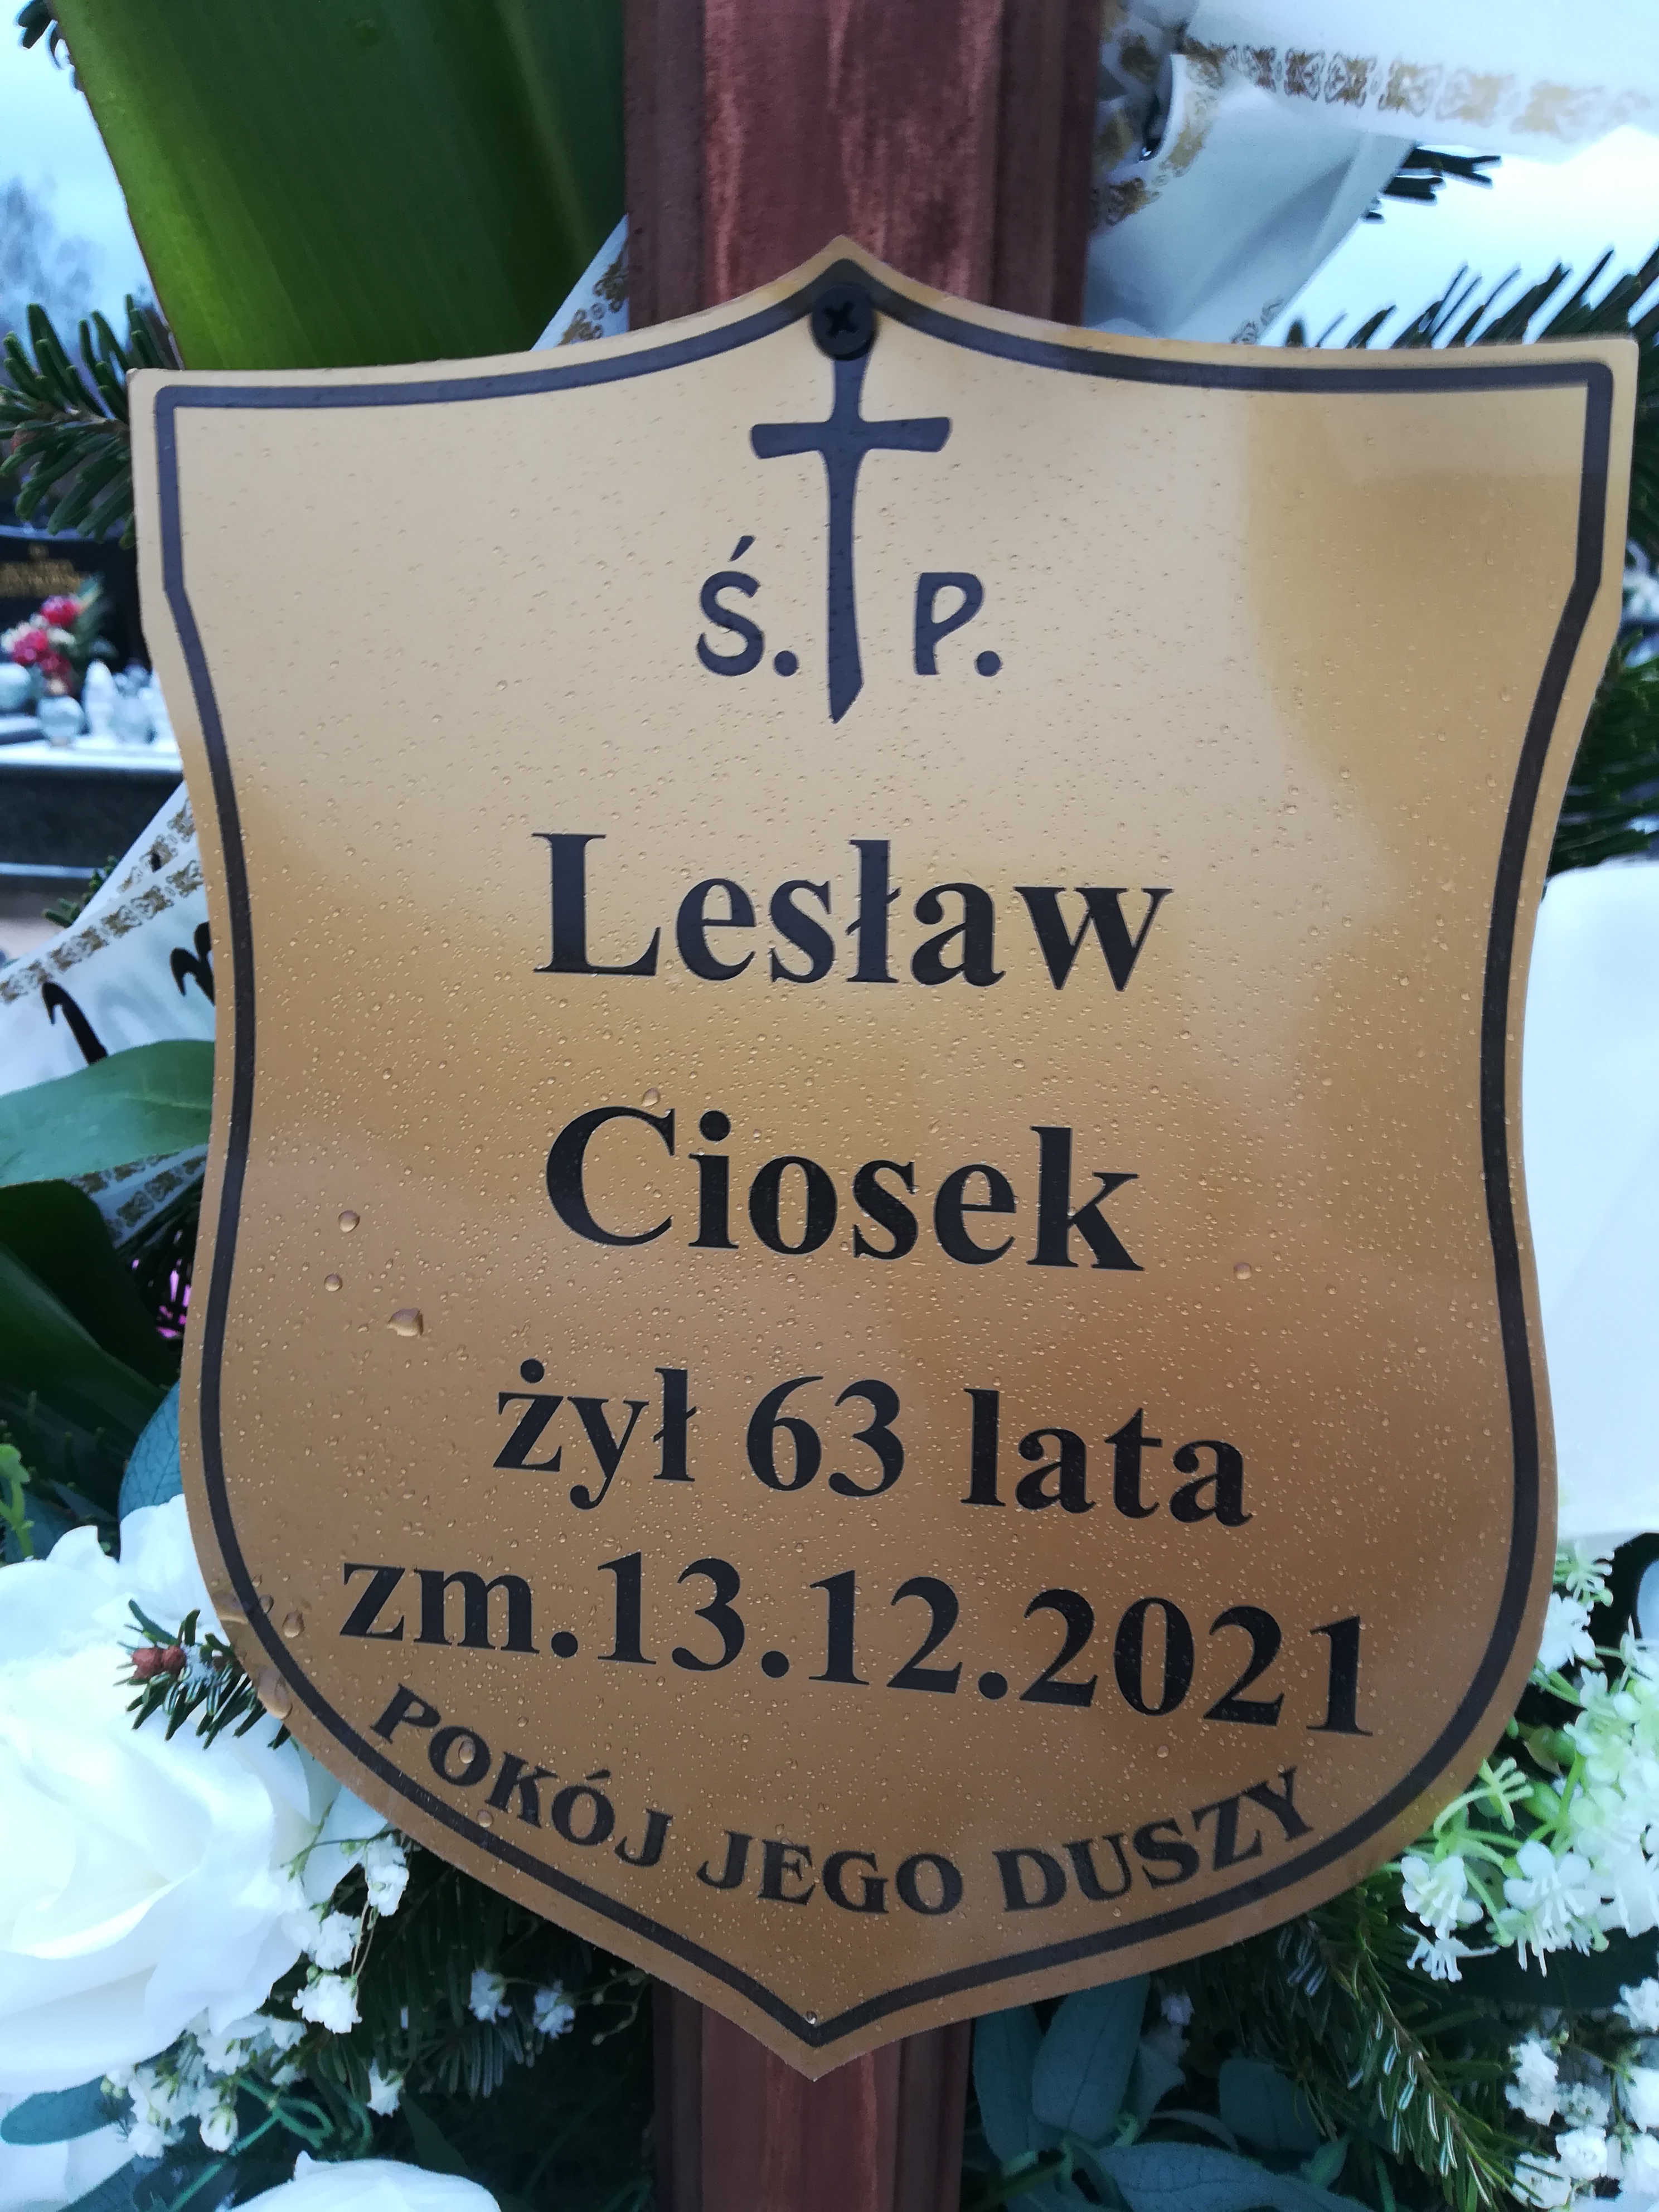 Ś. P.
Lesław
Ciosek
żył 63 lata
zm.13.12.2021
POKÓJ JEGO DUSZY